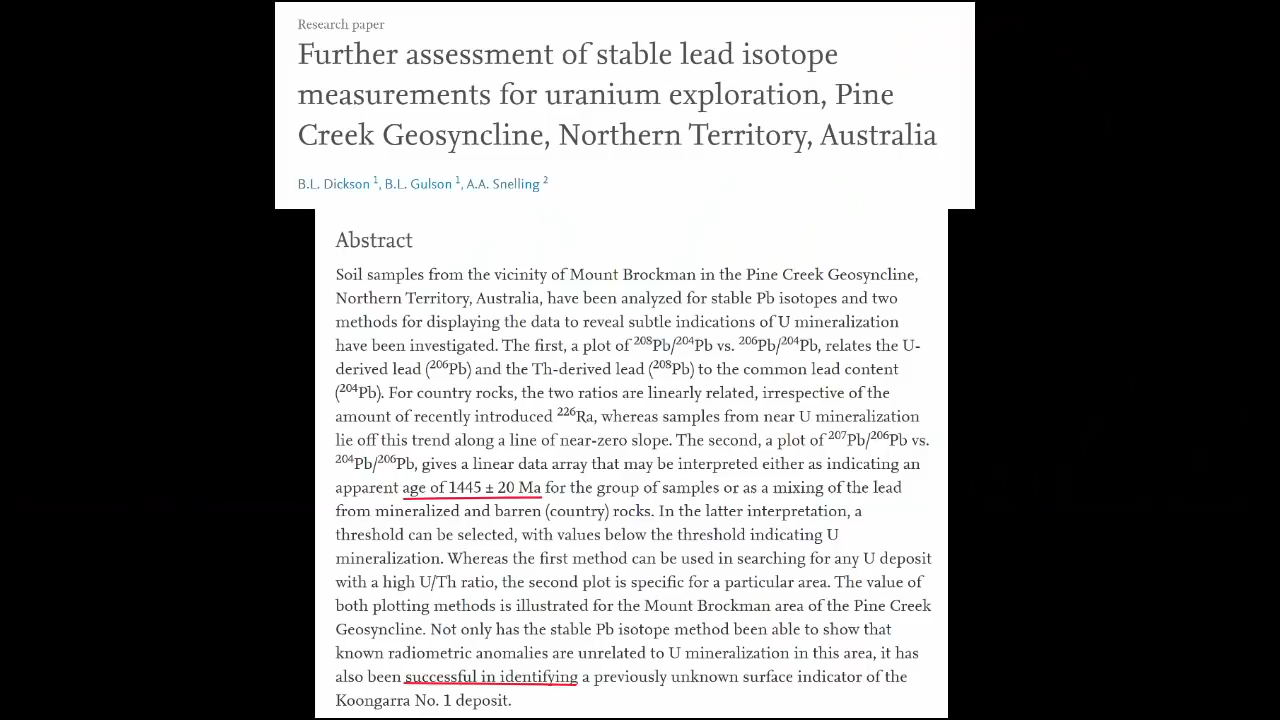 Research paper
Further assessment of stable lead isotope
measurements for uranium exploration, Pine
Creek Geosyncline, Northern Territory, Australia
B.L. Dickson ¹, B.L. Gulson ¹, A.A. Snelling ²
Abstract
Soil samples from the vicinity of Mount Brockman in the Pine Creek Geosyncline,
Northern Territory, Australia, have been analyzed for stable Pb isotopes and two
methods for displaying the data to reveal subtle indications of U mineralization
have been investigated. The first, a plot of ²⁰⁸Pb/²⁰⁴Pb vs. ²⁰⁶Pb/²⁰⁴Pb, relates the U-
derived lead (²⁰⁶Pb) and the Th-derived lead (²⁰⁸Pb) to the common lead content
(²⁰⁴Pb). For country rocks, the two ratios are linearly related, irrespective of the
amount of recently introduced ²²⁶Ra, whereas samples from near U mineralization
lie off this trend along a line of near-zero slope. The second, a plot of ²⁰⁷Pb/²⁰⁶Pb vs.
²⁰⁴Pb/²⁰⁶Pb, gives a linear data array that may be interpreted either as indicating an
apparent age of 1445 ± 20 Ma for the group of samples or as a mixing of the lead
from mineralized and barren (country) rocks. In the latter interpretation, a
threshold can be selected, with values below the threshold indicating U
mineralization. Whereas the first method can be used in searching for any U deposit
with a high U/Th ratio, the second plot is specific for a particular area. The value of
both plotting methods is illustrated for the Mount Brockman area of the Pine Creek
Geosyncline. Not only has the stable Pb isotope method been able to show that
known radiometric anomalies are unrelated to U mineralization in this area, it has
also been successful in identifying a previously unknown surface indicator of the
Koongarra No. 1 deposit.